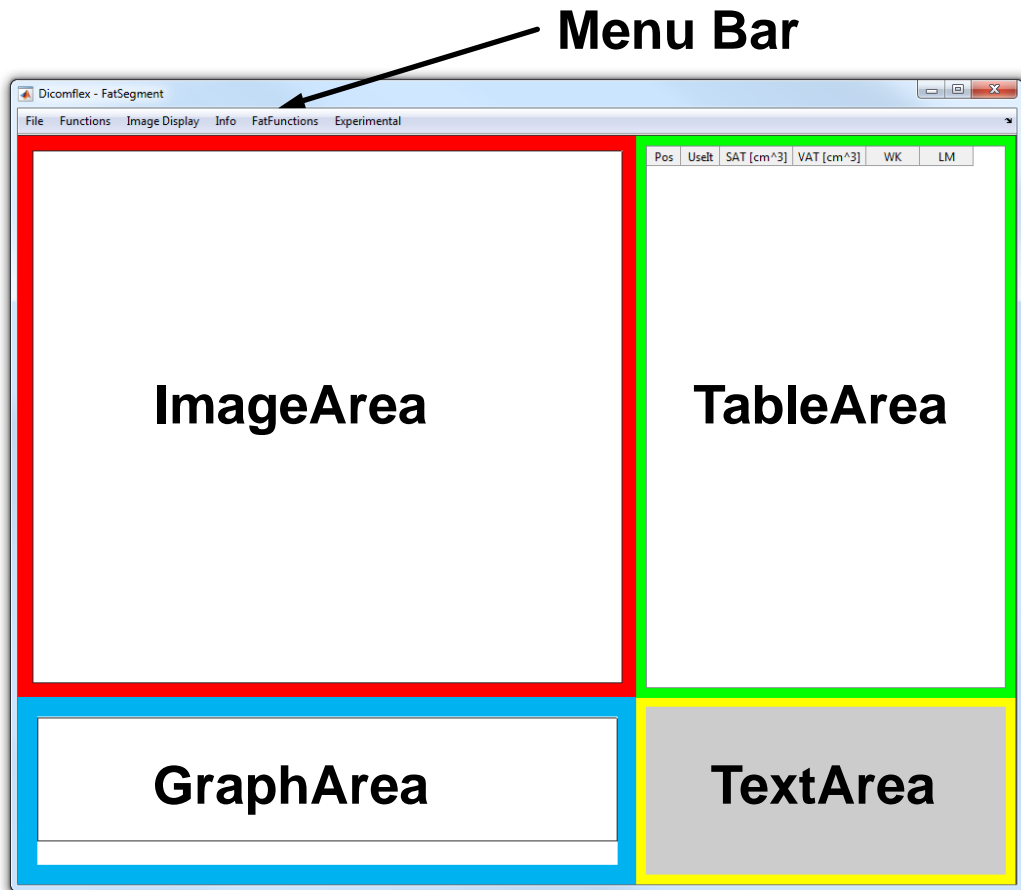 Menu Bar
Dicomflex - FatSegment
File Functions Image Display Info FatFunctions Experimental
Pos UseIt SAT [cm^3] VAT [cm^3] WK LM
ImageArea
TableArea
GraphArea
TextArea